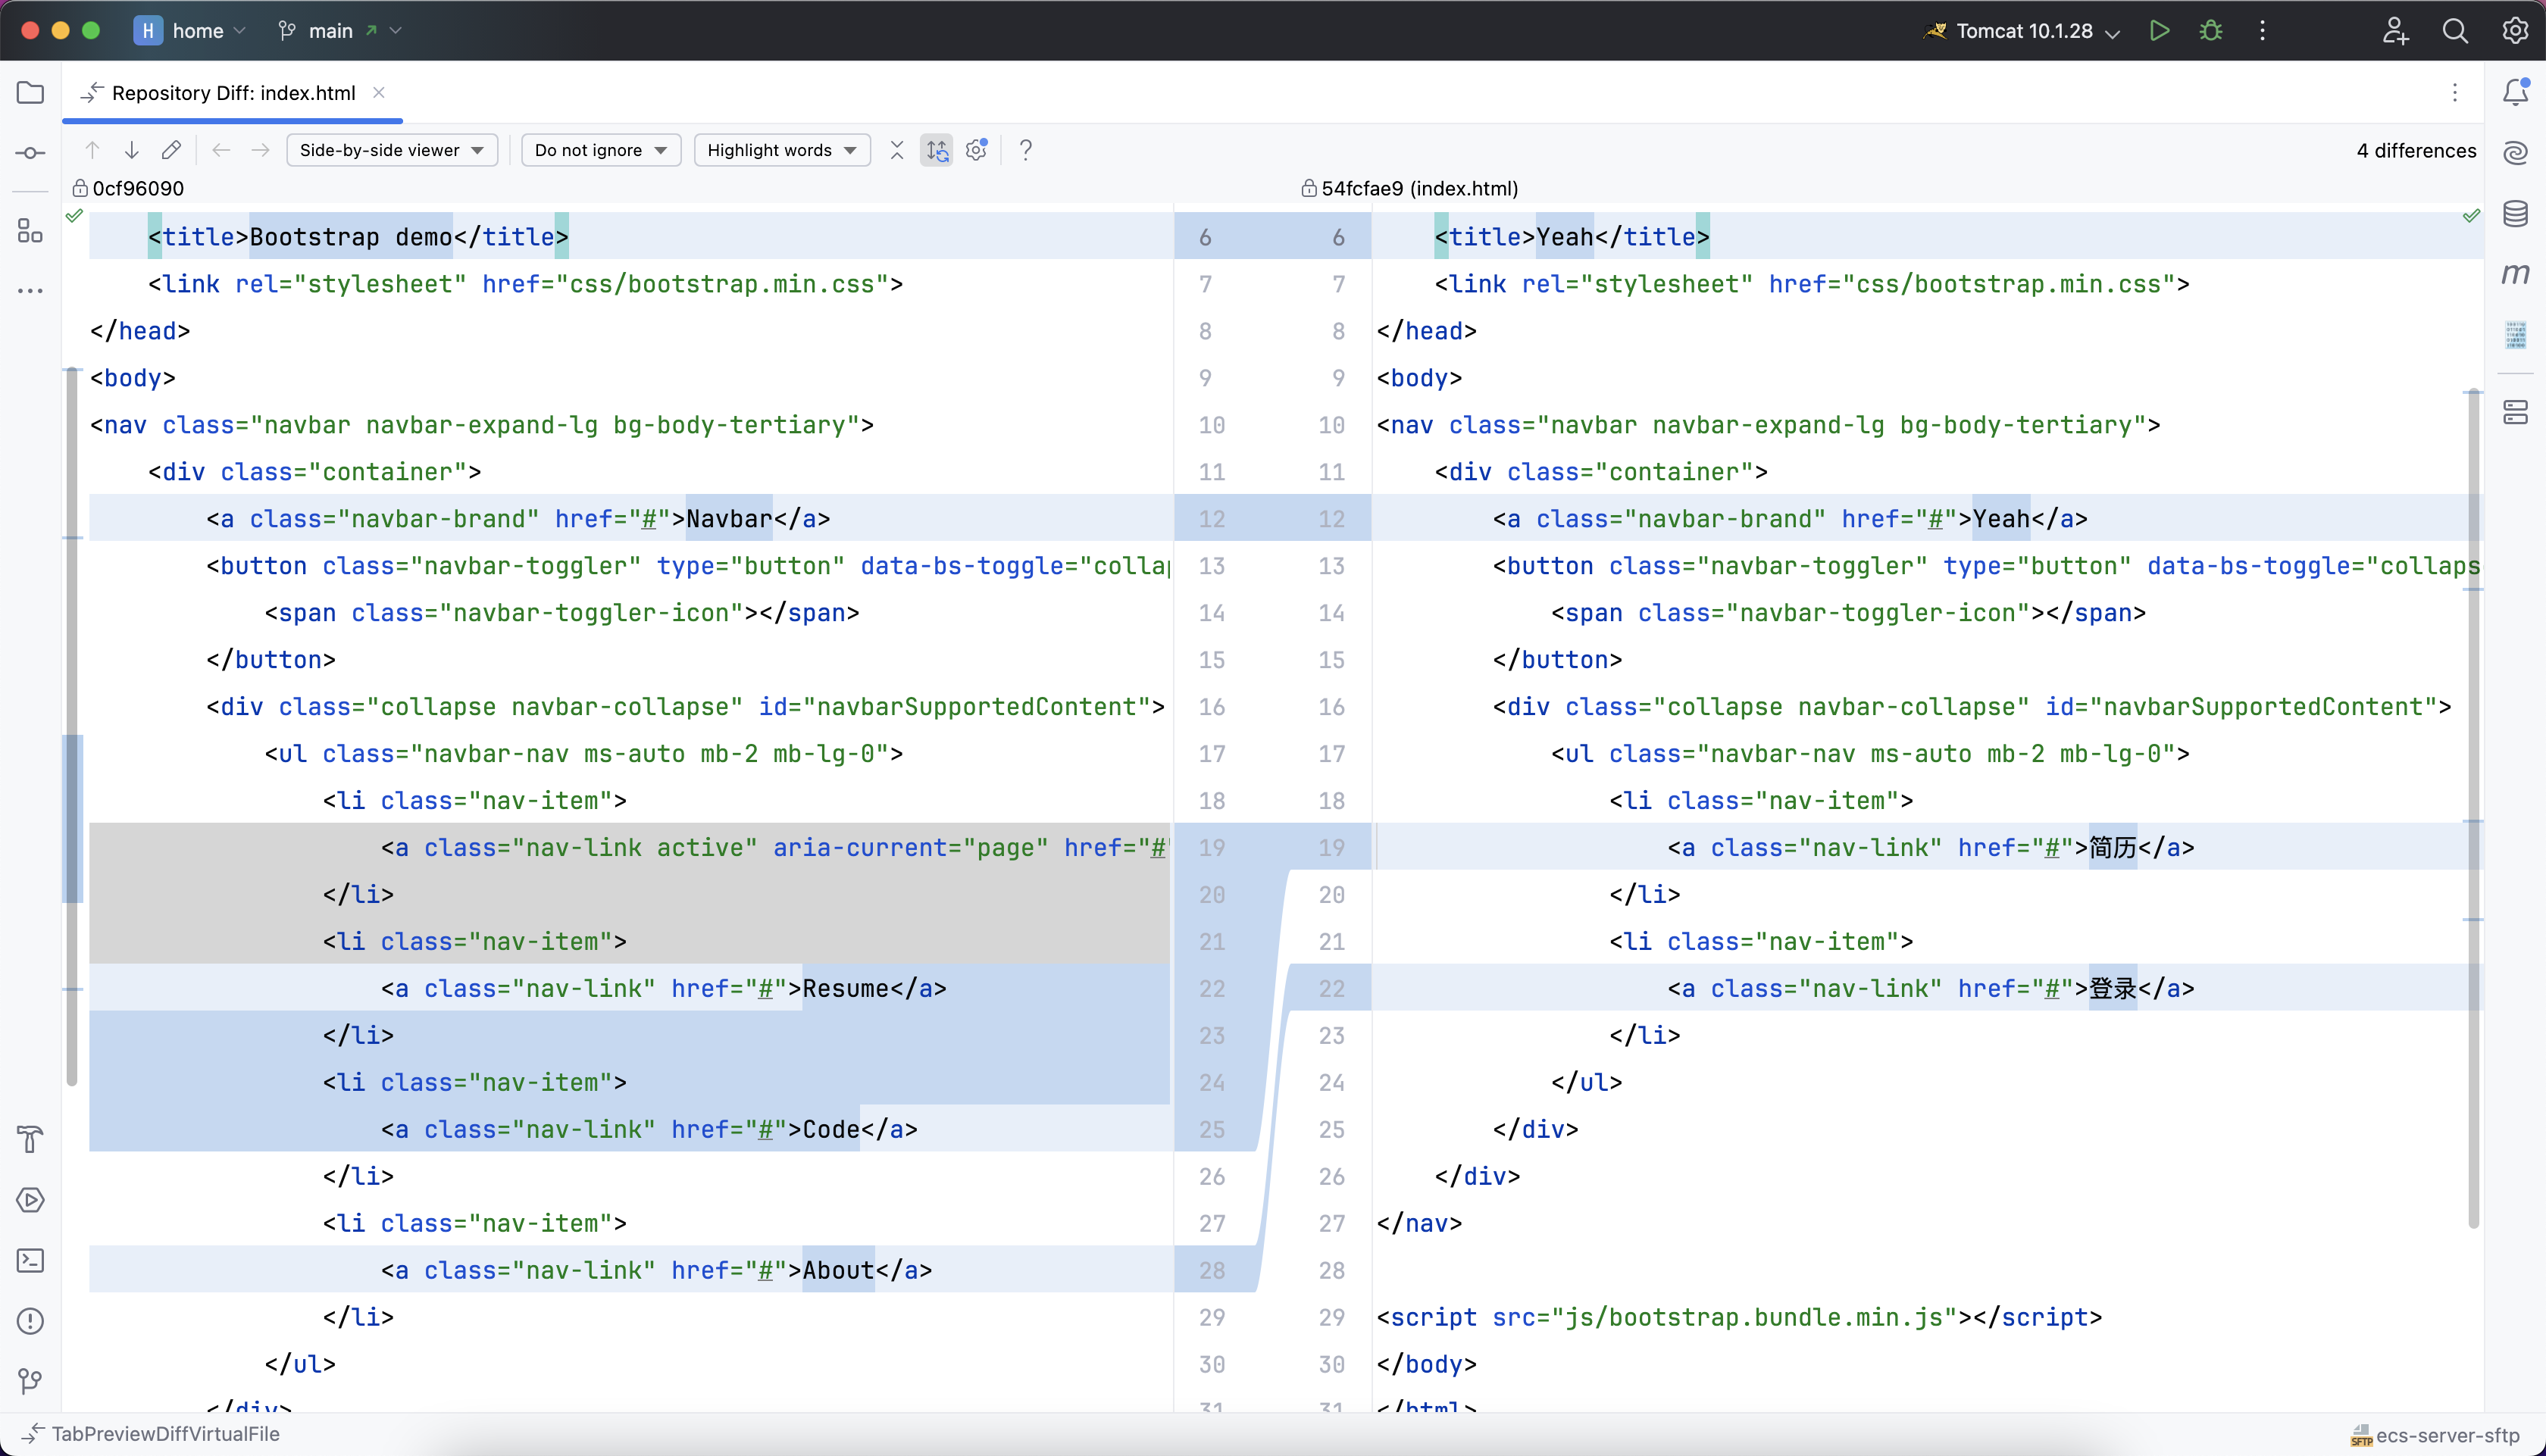 H home main Tomcat 10.1.28
Repository Diff: index.html
Side-by-side viewer Do not ignore Highlight words ? 4 differences
0cf96090
54fcfae9 (index.html)
<title>Bootstrap demo</title> 6 6 <title>Yeah</title>
<link rel="stylesheet" href="css/bootstrap.min.css"> 7 7 <link rel="stylesheet" href="css/bootstrap.min.css">
</head> 8 8 </head>
<body> 9 9 <body>
<nav class="navbar navbar-expand-lg bg-body-tertiary"> 10 10 <nav class="navbar navbar-expand-lg bg-body-tertiary">
<div class="container"> 11 11 <div class="container">
<a class="navbar-brand" href="#">Navbar</a> 12 12 <a class="navbar-brand" href="#">Yeah</a>
<button class="navbar-toggler" type="button" data-bs-toggle="collap 13 13 <button class="navbar-toggler" type="button" data-bs-toggle="collaps
<span class="navbar-toggler-icon"></span> 14 14 <span class="navbar-toggler-icon"></span>
</button> 15 15 </button>
<div class="collapse navbar-collapse" id="navbarSupportedContent"> 16 16 <div class="collapse navbar-collapse" id="navbarSupportedContent">
<ul class="navbar-nav ms-auto mb-2 mb-lg-0"> 17 17 <ul class="navbar-nav ms-auto mb-2 mb-lg-0">
<li class="nav-item"> 18 18 <li class="nav-item">
<a class="nav-link active" aria-current="page" href="#" 19 19 <a class="nav-link" href="#">简历</a>
</li> 20 20 </li>
<li class="nav-item"> 21 21 <li class="nav-item">
<a class="nav-link" href="#">Resume</a> 22 22 <a class="nav-link" href="#">登录</a>
</li> 23 23 </li>
<li class="nav-item"> 24 24 </ul>
<a class="nav-link" href="#">Code</a> 25 25 </div>
</li> 26 26 </div>
<li class="nav-item"> 27 27 </nav>
<a class="nav-link" href="#">About</a> 28 28
</li> 29 29 <script src="js/bootstrap.bundle.min.js"></script>
</ul> 30 30 </body>
</div> 31 31 </html>
TabPreviewDiffVirtualFile SFTP ecs-server-sftp